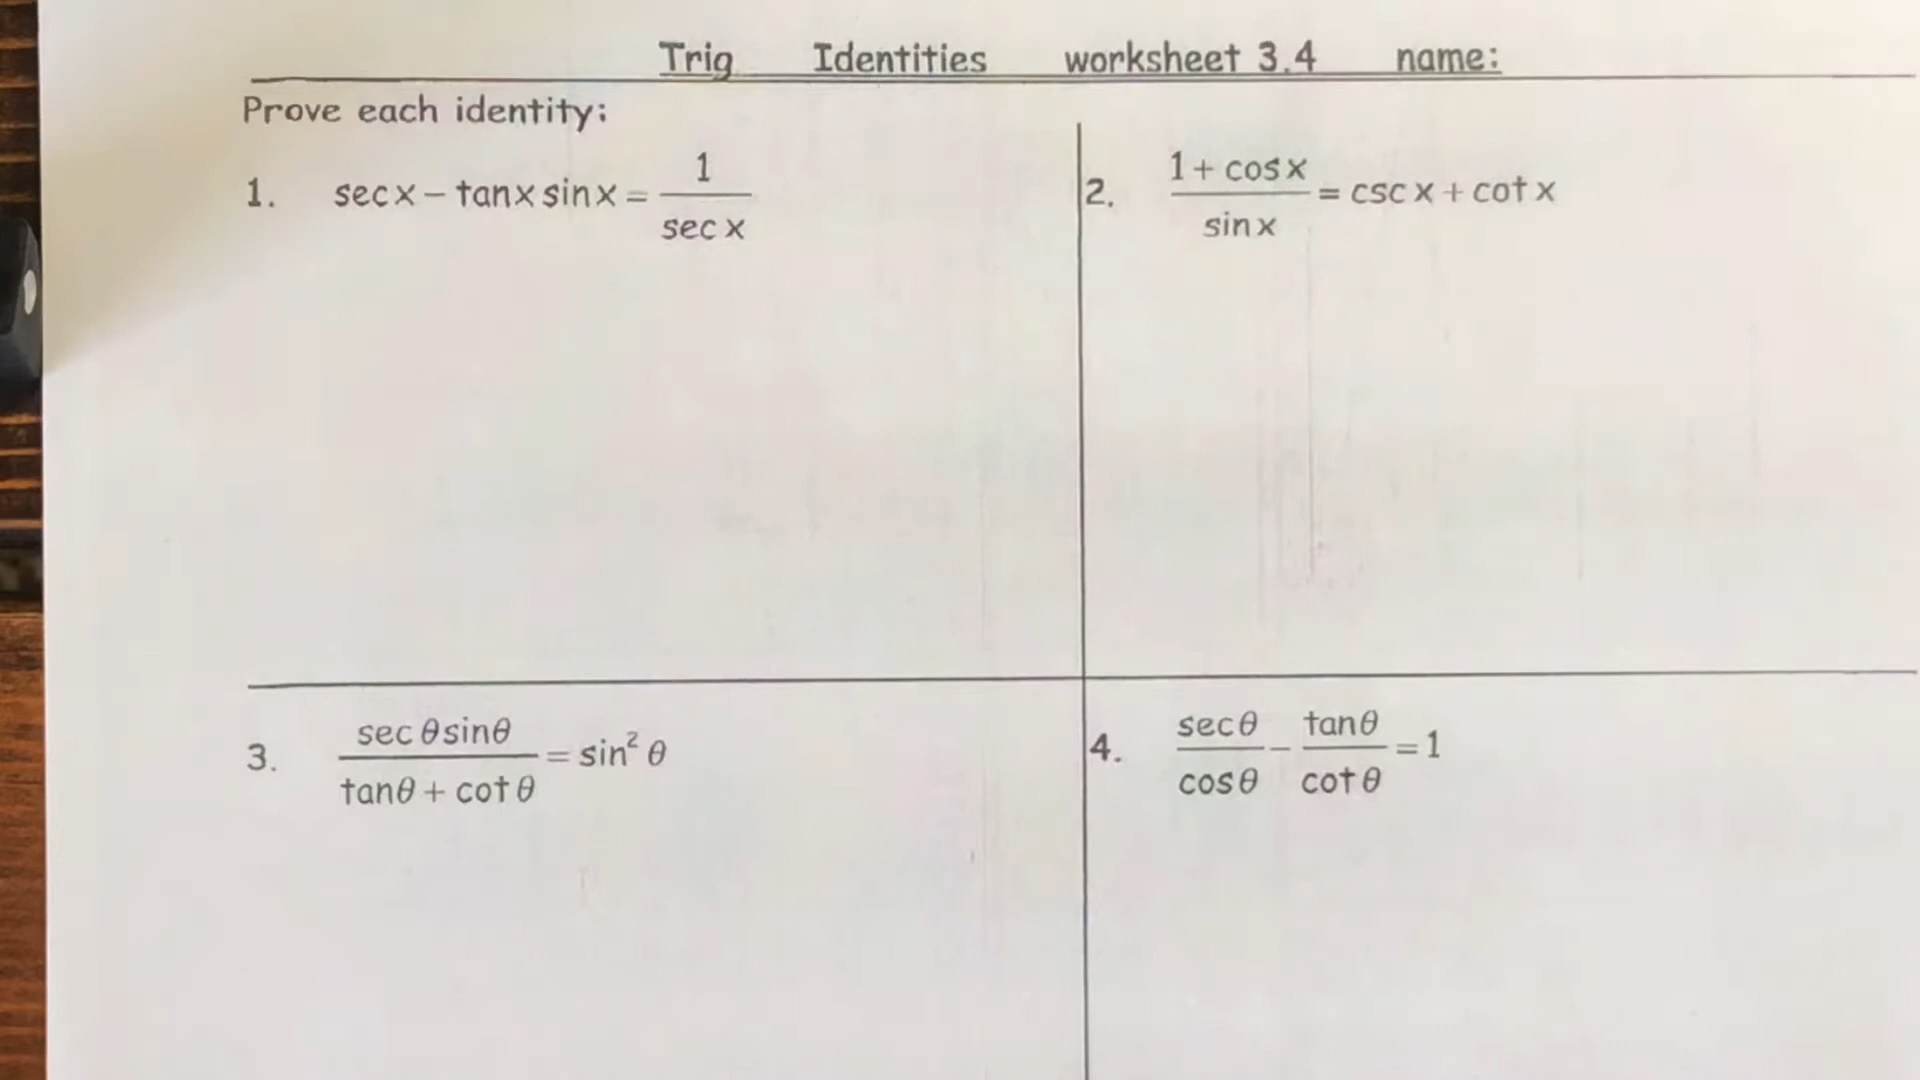 Trig Identities worksheet 3.4 name:
Prove each identity:
1. sec x – tan x sin x = 1/sec x
2. (1 + cos x)/sin x = csc x + cot x
3. (sec θ sin θ)/(tan θ + cot θ) = sin² θ
4. sec θ/cos θ – tan θ/cot θ = 1